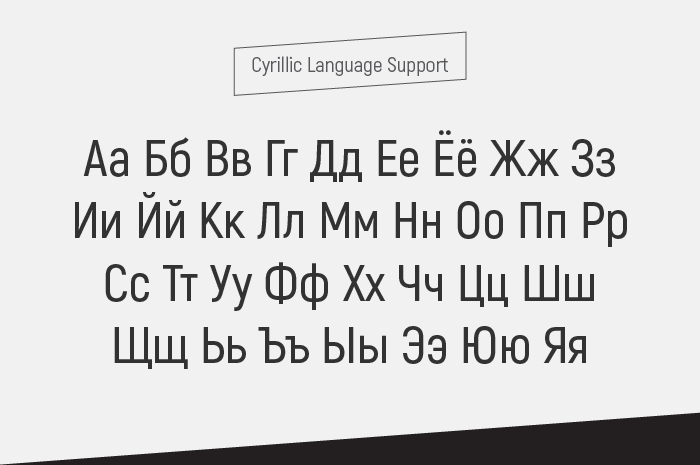 Cyrillic Language Support
Аа Бб Вв Гг Дд Ее Ёё Жж Зз
Ии Йй Кк Лл Мм Нн Оо Пп Рр
Сс Тт Уу Фф Хх Чч Цц Шш
Щщ Ьь Ъъ Ыы Ээ Юю Яя